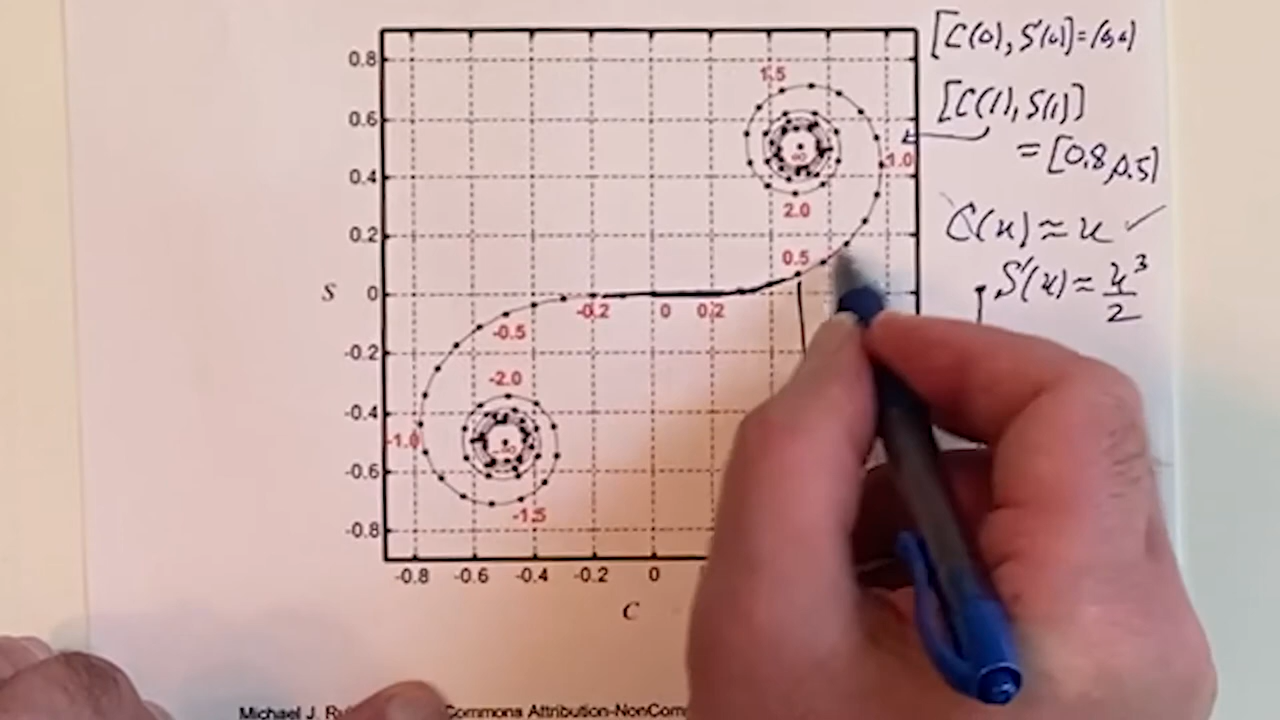 [C(0), S(0)] = (0,0)
[C(1), S(1)]
= [0.8, 0.5]
C(u) ≈ u ✓
S(u) ≈ u³/2
0.8
0.6
0.4
0.2
S 0
-0.2
-0.4
-0.6
-0.8
1.5
∞
1.0
2.0
0.5
-0.2 0 0.2
-0.5
-2.0
-1.0
-∞
-1.5
-0.8 -0.6 -0.4 -0.2 0
C
Michael J. Commons Attribution-NonCom